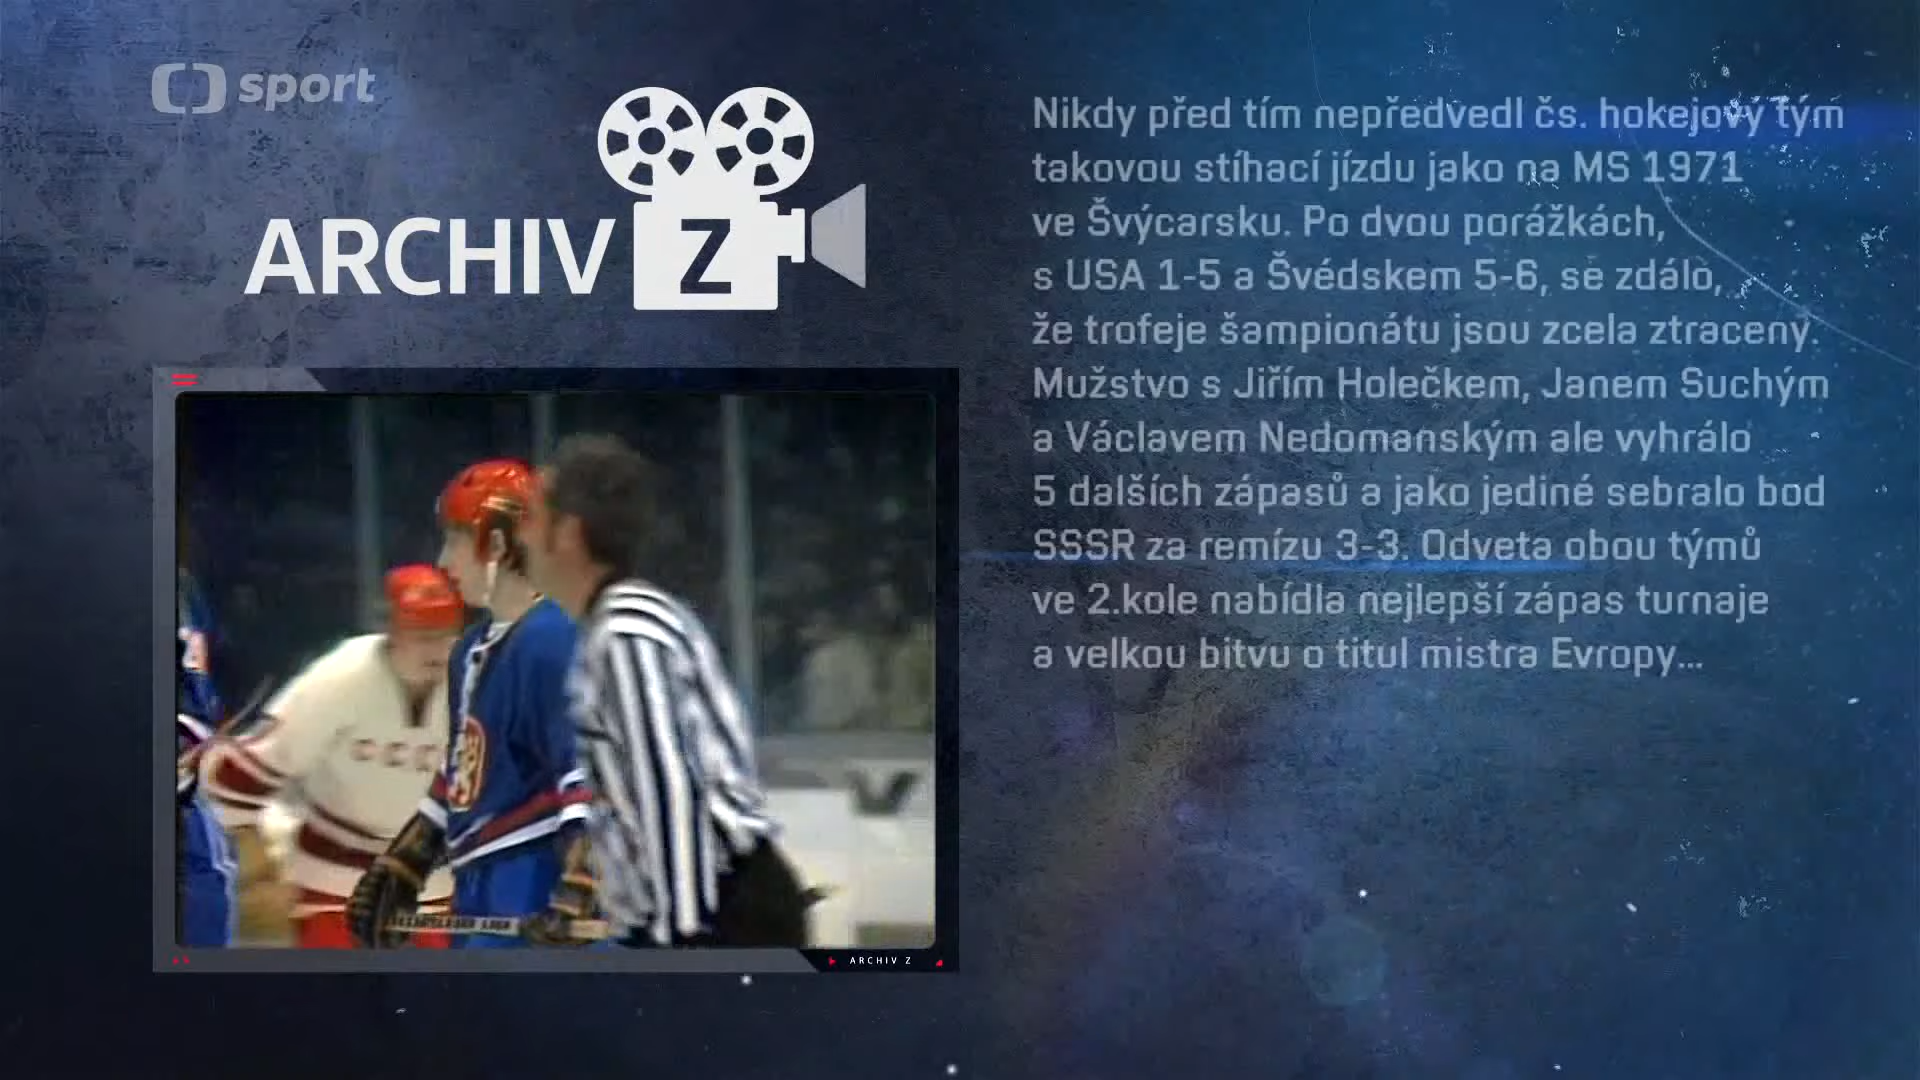 sport
ARCHIV Z
Nikdy před tím nepředvedl čs. hokejový tým
takovou stíhací jízdu jako na MS 1971
ve Švýcarsku. Po dvou porážkách,
s USA 1-5 a Švédskem 5-6, se zdálo,
že trofeje šampionátu jsou zcela ztraceny.
Mužstvo s Jiřím Holečkem, Janem Suchým
a Václavem Nedomanským ale vyhrálo
5 dalších zápasů a jako jediné sebralo bod
SSSR za remízu 3-3. Odveta obou týmů
ve 2.kole nabídla nejlepší zápas turnaje
a velkou bitvu o titul mistra Evropy...
CCCP
ARCHIV Z